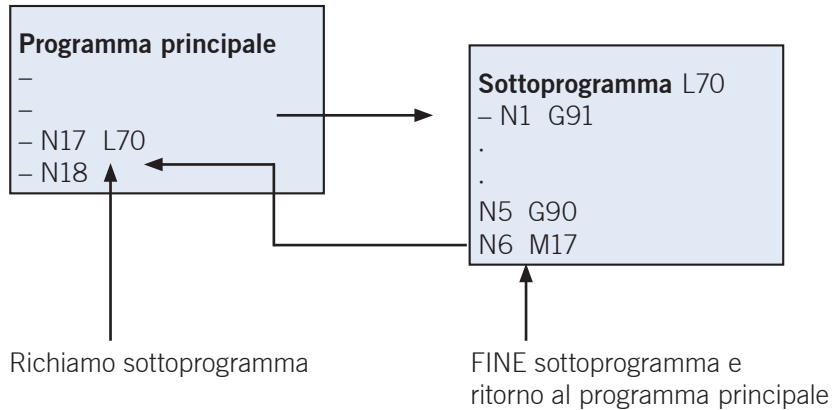 Programma principale
–
–
– N17 L70
– N18
Sottoprogramma L70
– N1 G91
.
.
N5 G90
N6 M17
Richiamo sottoprogramma
FINE sottoprogramma e
ritorno al programma principale